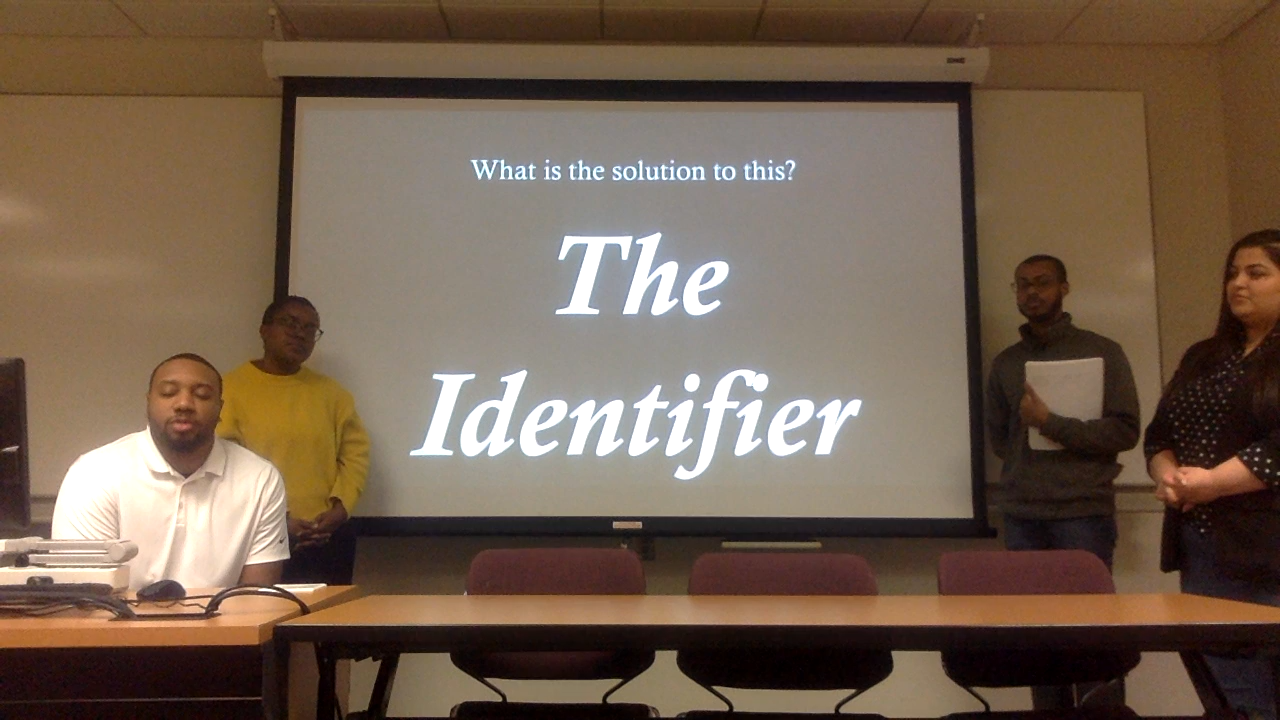 What is the solution to this?
The
Identifier